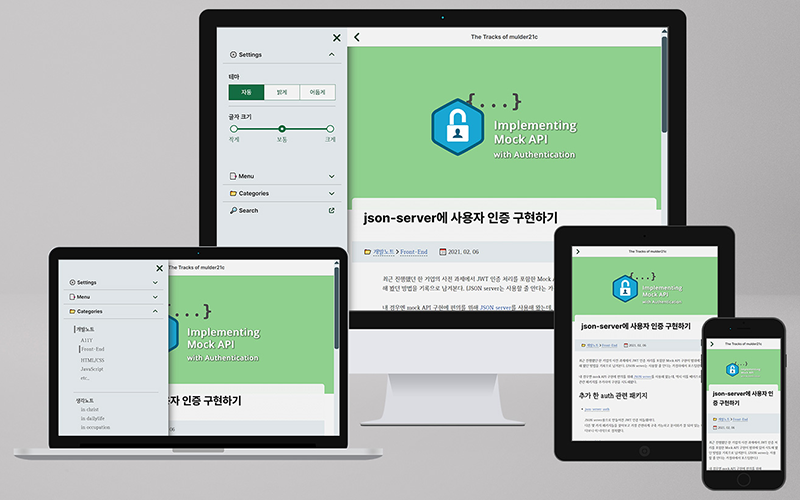 Settings
테마
자동 밝게 어둡게
글자 크기
작게 보통 크게
Menu
Categories
Search
The Tracks of mulder21c
{...}
Implementing
Mock API
with Authentication
json-server에 사용자 인증 구현하기
개발노트 > Front-End 2021. 02. 06
최근 진행했던 한 기업의 사전 과제에서 JWT 인증 처리를 포함한 Mock A
해 봤던 방법을 기록으로 남겨본다. (JSON server는 사용할 줄 안다는 가
내 경우엔 mock API 구현에 편의를 위해 JSON server를 사용해 왔는데,
Settings
Menu
Categories
개발노트
A11Y
Front-End
HTML/CSS
JavaScript
etc..
생각노트
in christ
in dailylife
in occupation
The Tracks of mulder21c
Implementing
Mock API
with Authentication
자 인증 구현하기
The Tracks of mulder21c
{...}
Implementing
Mock API
with Authentication
json-server에 사용자 인증 구현하기
개발노트 > Front-End 2021. 02. 06
추가 한 auth 관련 패키지
json-server-auth
The Tracks of mulder21c
{...}
Implementing
Mock API
with Authentication
json-server에 사용자 인
증 구현하기
개발노트 > Front-End
2021. 02. 06